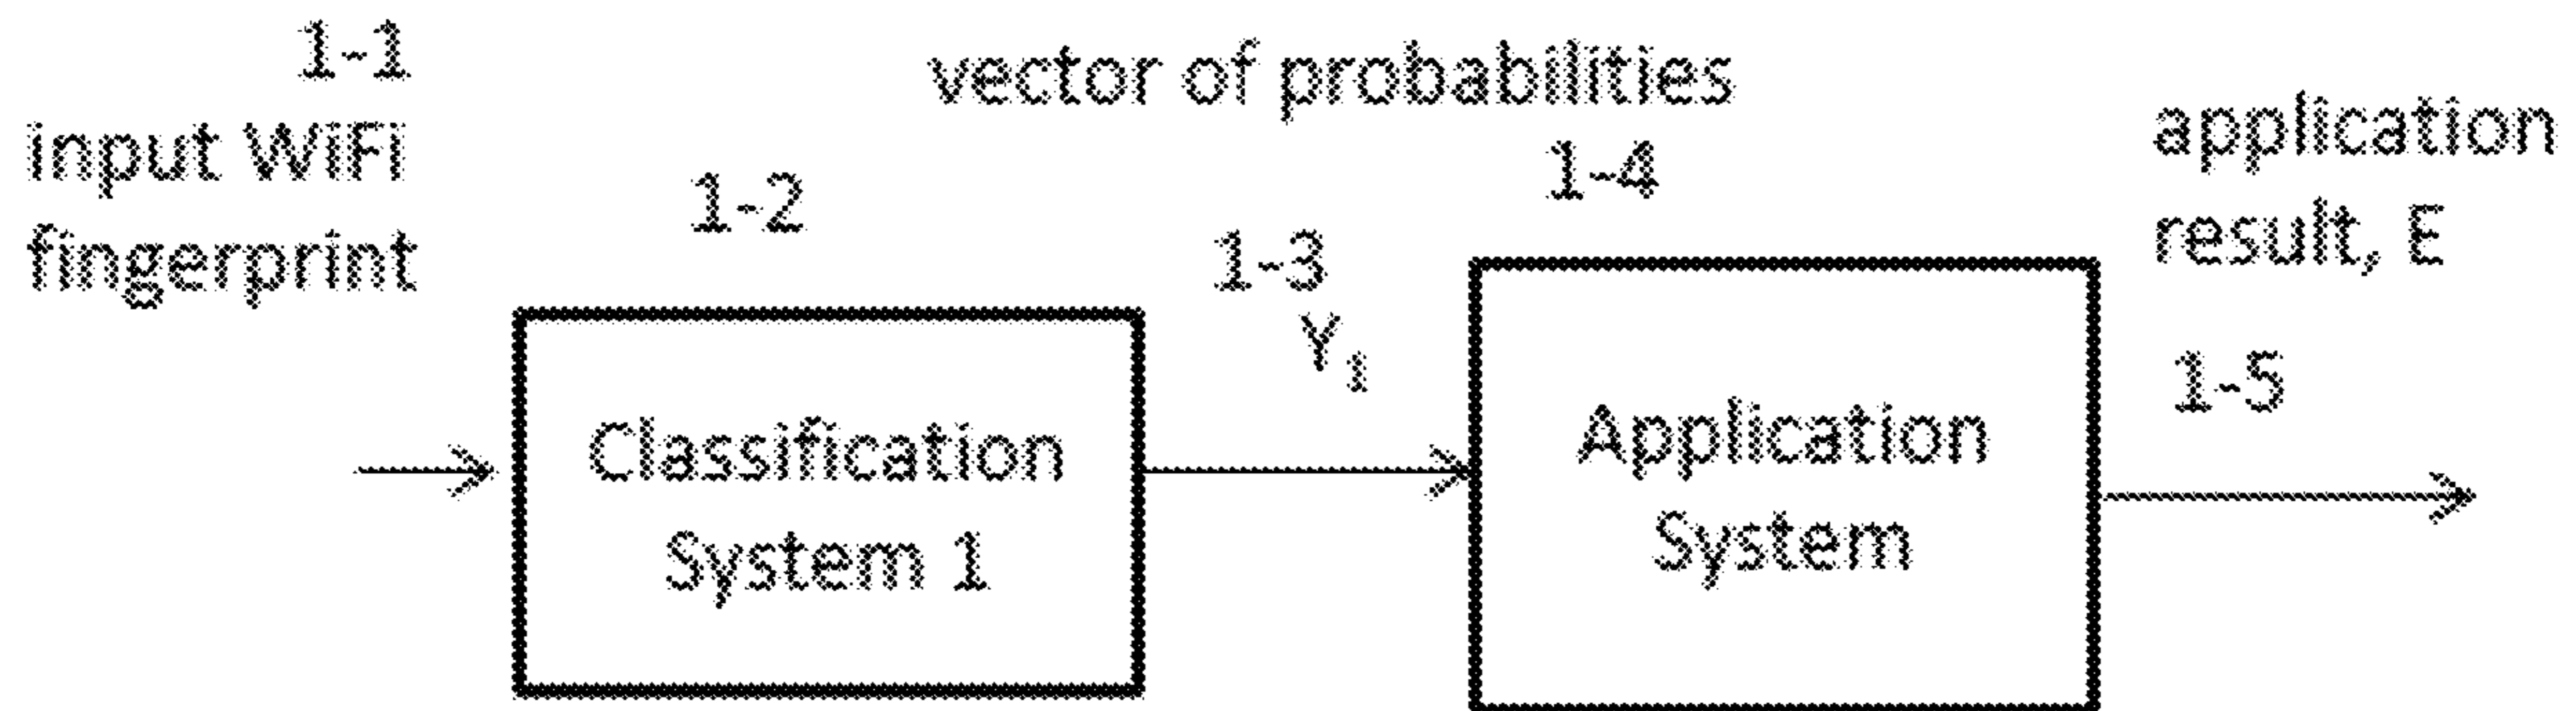 1-1
input WiFi
fingerprint
1-2
Classification
System 1
vector of probabilities
1-3
Y1
1-4
Application
System
application
result, E
1-5